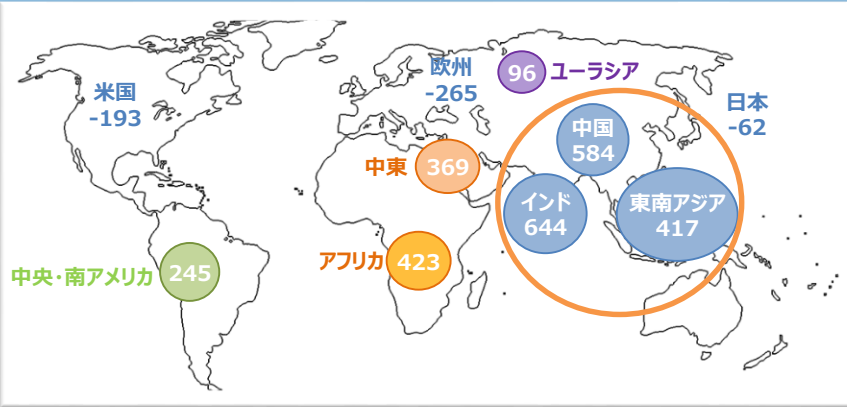 米国
-193
欧州
-265
96 ユーラシア
日本
-62
中国
584
中東 369
インド
644
東南アジア
417
アフリカ 423
中央・南アメリカ 245